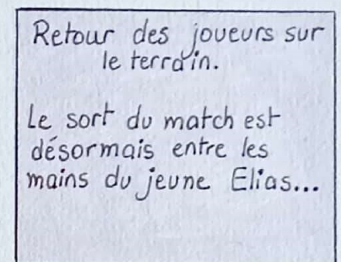 Retour des joueurs sur
le terrain.
Le sort du match est
désormais entre les
mains du jeune Elias...